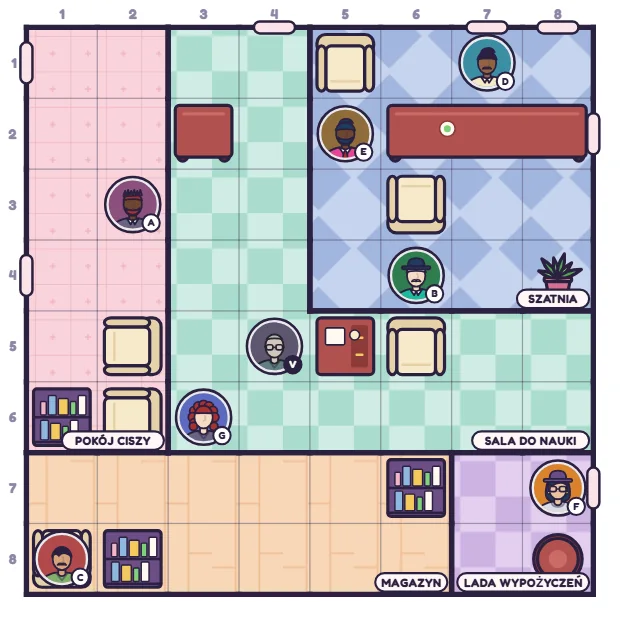 1 2 3 4 5 6 7 8
1
D
2
E
3
A
4
B
SZATNIA
5
V
6
G
POKÓJ CISZY
SALA DO NAUKI
7
F
8
C
MAGAZYN
LADA WYPOŻYCZEŃ